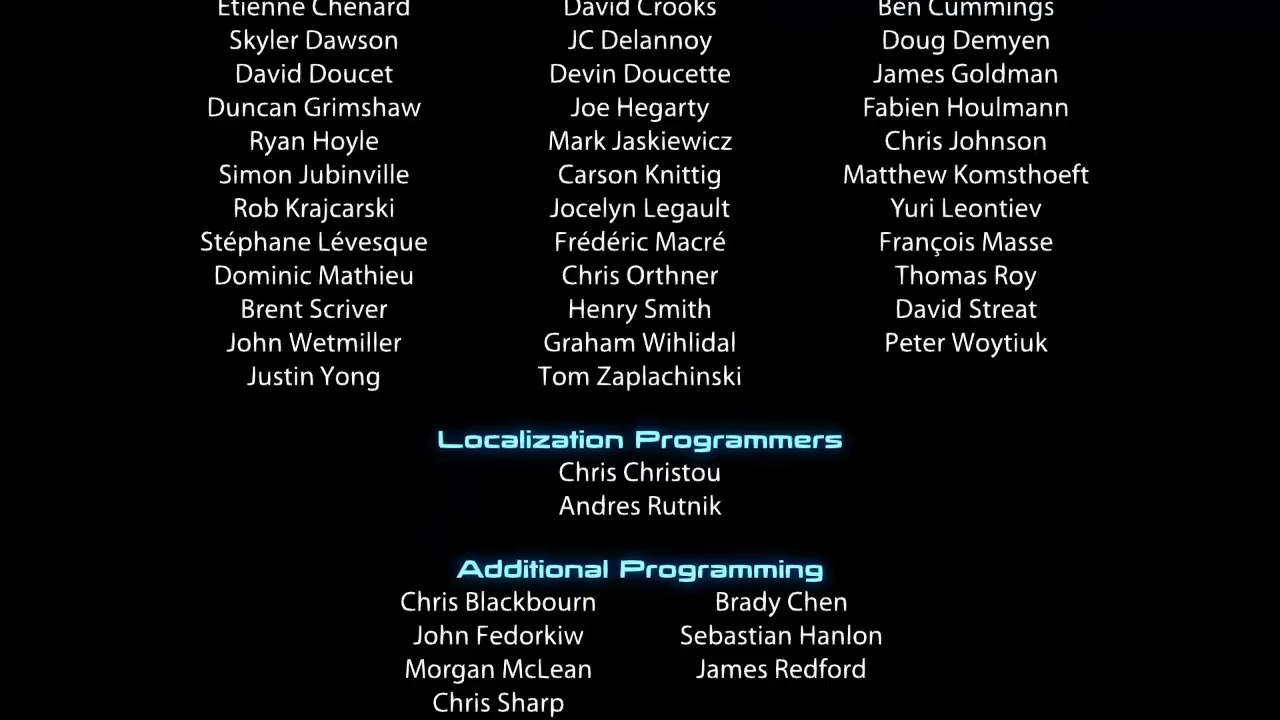 Etienne Chenard David Crooks Ben Cummings
Skyler Dawson JC Delannoy Doug Demyen
David Doucet Devin Doucette James Goldman
Duncan Grimshaw Joe Hegarty Fabien Houlmann
Ryan Hoyle Mark Jaskiewicz Chris Johnson
Simon Jubinville Carson Knittig Matthew Komsthoeft
Rob Krajcarski Jocelyn Legault Yuri Leontiev
Stéphane Lévesque Frédéric Macré François Masse
Dominic Mathieu Chris Orthner Thomas Roy
Brent Scriver Henry Smith David Streat
John Wetmiller Graham Wihlidal Peter Woytiuk
Justin Yong Tom Zaplachinski
Localization Programmers
Chris Christou
Andres Rutnik
Additional Programming
Chris Blackbourn Brady Chen
John Fedorkiw Sebastian Hanlon
Morgan McLean James Redford
Chris Sharp